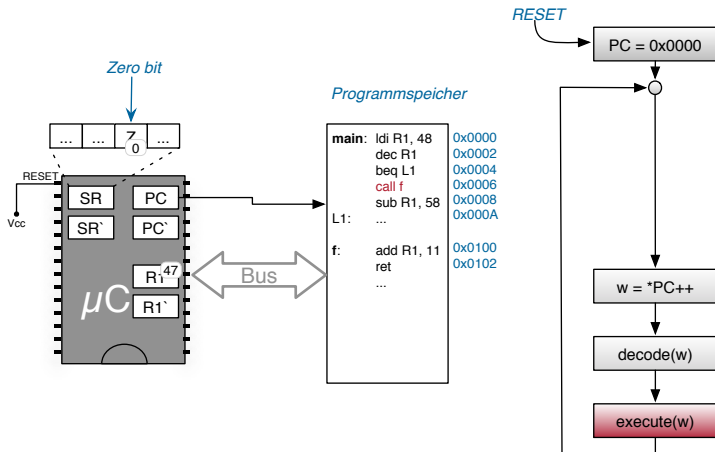 RESET
PC = 0x0000
Zero bit
Programmspeicher
... ... Z ...
0
RESET
Vcc
SR PC
SR` PC`
R1 47
R1`
µC
Bus
main: ldi R1, 48 0x0000
dec R1 0x0002
beq L1 0x0004
call f 0x0006
sub R1, 58 0x0008
L1: ... 0x000A
f: add R1, 11 0x0100
ret 0x0102
...
w = *PC++
decode(w)
execute(w)